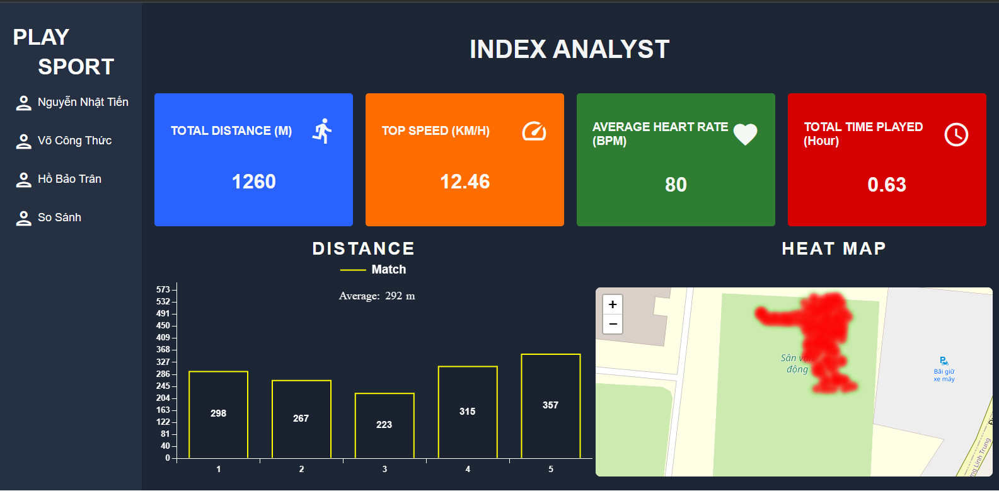 PLAY
SPORT
Nguyễn Nhật Tiến
Võ Công Thức
Hồ Bảo Trân
So Sánh
INDEX ANALYST
TOTAL DISTANCE (M)
1260
TOP SPEED (KM/H)
12.46
AVERAGE HEART RATE
(BPM)
80
TOTAL TIME PLAYED
(Hour)
0.63
DISTANCE
Match
Average: 292 m
573
532
491
450
409
368
327
286
245
204
163
122
81
40
0
298
267
223
315
357
1
2
3
4
5
HEAT MAP
+
−
Sân vận
động
Bãi giữ
xe máy
Linh Trung